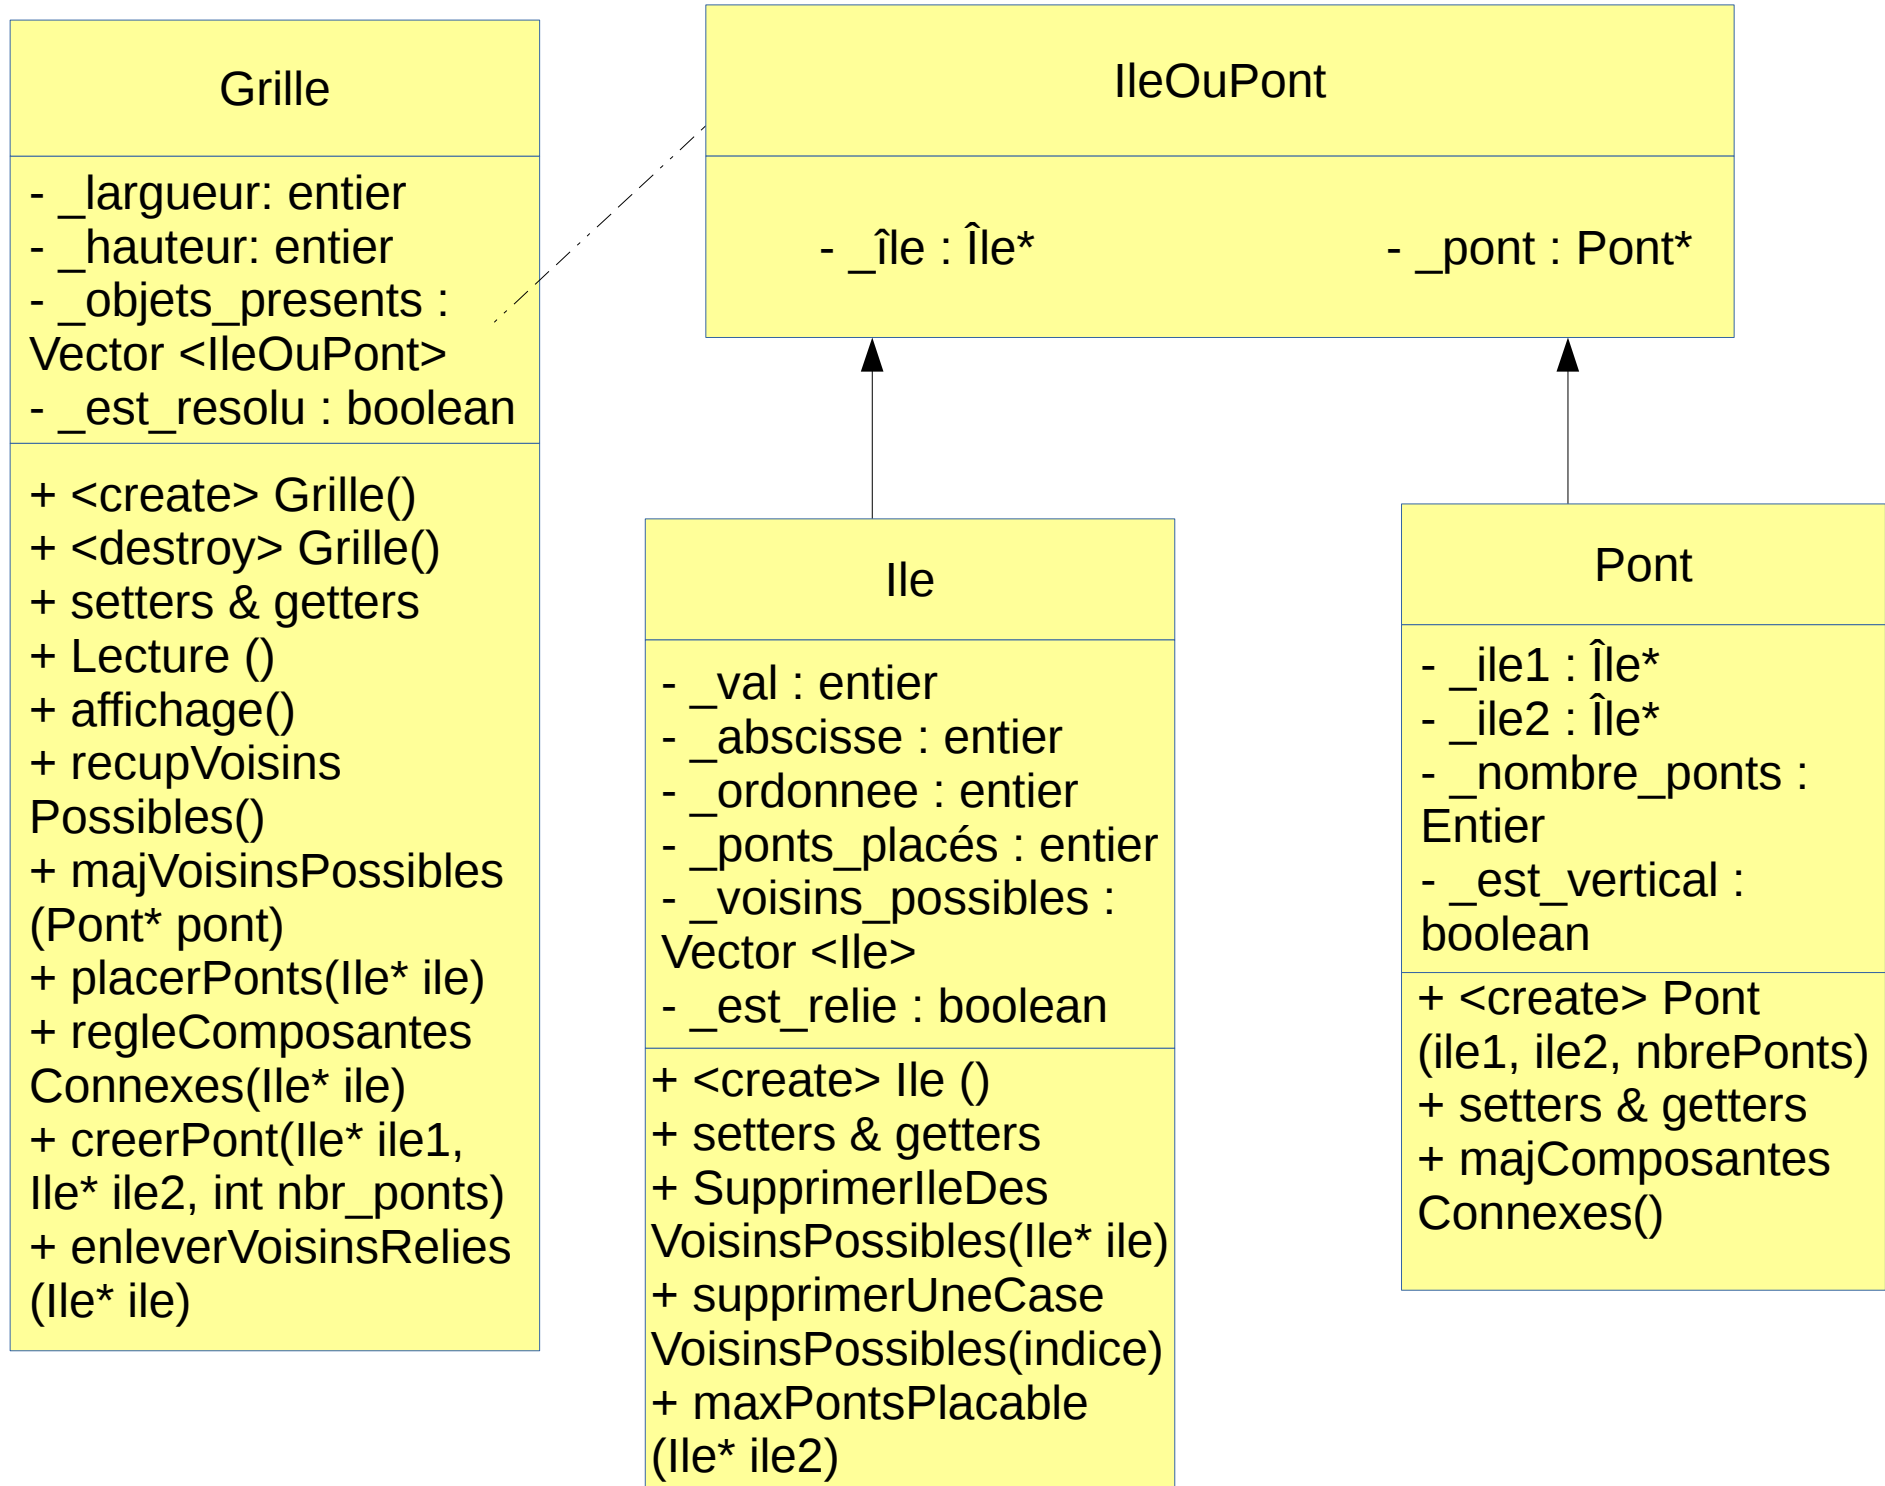 Grille
- _largueur: entier
- _hauteur: entier
- _objets_presents :
Vector <IleOuPont>
- _est_resolu : boolean
+ <create> Grille()
+ <destroy> Grille()
+ setters & getters
+ Lecture ()
+ affichage()
+ recupVoisins
Possibles()
+ majVoisinsPossibles
(Pont* pont)
+ placerPonts(Ile* ile)
+ regleComposantes
Connexes(Ile* ile)
+ creerPont(Ile* ile1,
Ile* ile2, int nbr_ponts)
+ enleverVoisinsRelies
(Ile* ile)
IleOuPont
- _île : Île*
- _pont : Pont*
Ile
- _val : entier
- _abscisse : entier
- _ordonnee : entier
- _ponts_placés : entier
- _voisins_possibles :
Vector <Ile>
- _est_relie : boolean
+ <create> Ile ()
+ setters & getters
+ SupprimerIleDes
VoisinsPossibles(Ile* ile)
+ supprimerUneCase
VoisinsPossibles(indice)
+ maxPontsPlacable
(Ile* ile2)
Pont
- _ile1 : Île*
- _ile2 : Île*
- _nombre_ponts :
Entier
- _est_vertical :
boolean
+ <create> Pont
(ile1, ile2, nbrePonts)
+ setters & getters
+ majComposantes
Connexes()